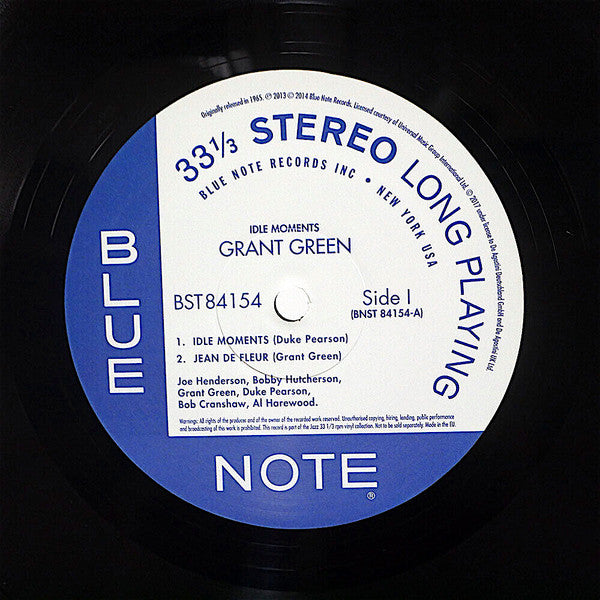 Originally released in 1965. ℗ 2013 © 2014 Blue Note Records. Licensed courtesy of Universal Music Group International Ltd. © 2017 under license to De Agostini Deutschland GmbH and De Agostini UK Ltd.
33⅓ STEREO LONG PLAYING
BLUE NOTE RECORDS INC • NEW YORK USA
IDLE MOMENTS
GRANT GREEN
BST 84154
Side I
(BNST 84154-A)
1. IDLE MOMENTS (Duke Pearson)
2. JEAN DE FLEUR (Grant Green)
Joe Henderson, Bobby Hutcherson,
Grant Green, Duke Pearson,
Bob Cranshaw, Al Harewood.
Warnings: All rights of the produces and of the owner of the recorded work reserved. Unauthorised copying, hiring, lending, public performance
and broadcasting of this work is prohibited. This record is part of the Jazz 33 1/3 rpm vinyl collection. Not to be sold separately. Made in the EU.
BLUE
NOTE
®